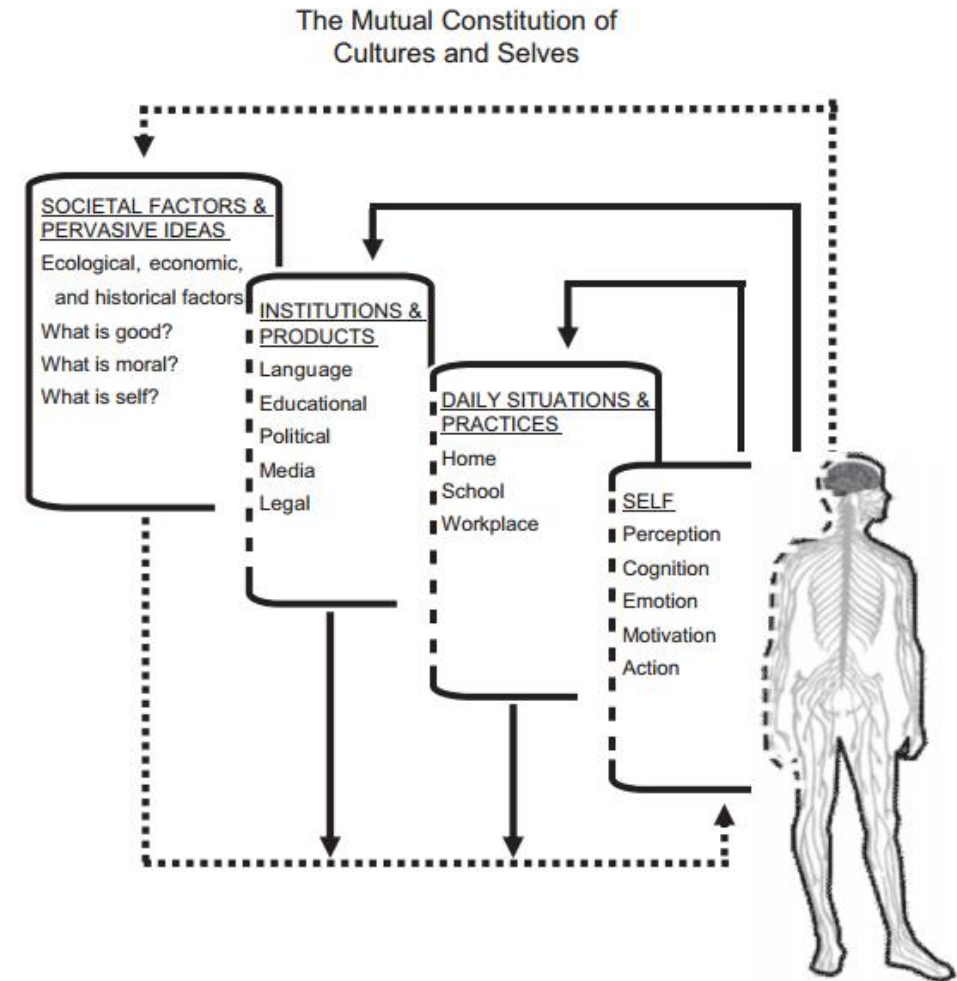 The Mutual Constitution of
Cultures and Selves
SOCIETAL FACTORS &
PERVASIVE IDEAS
Ecological, economic,
and historical factors
What is good?
What is moral?
What is self?
INSTITUTIONS &
PRODUCTS
Language
Educational
Political
Media
Legal
DAILY SITUATIONS &
PRACTICES
Home
School
Workplace
SELF
Perception
Cognition
Emotion
Motivation
Action